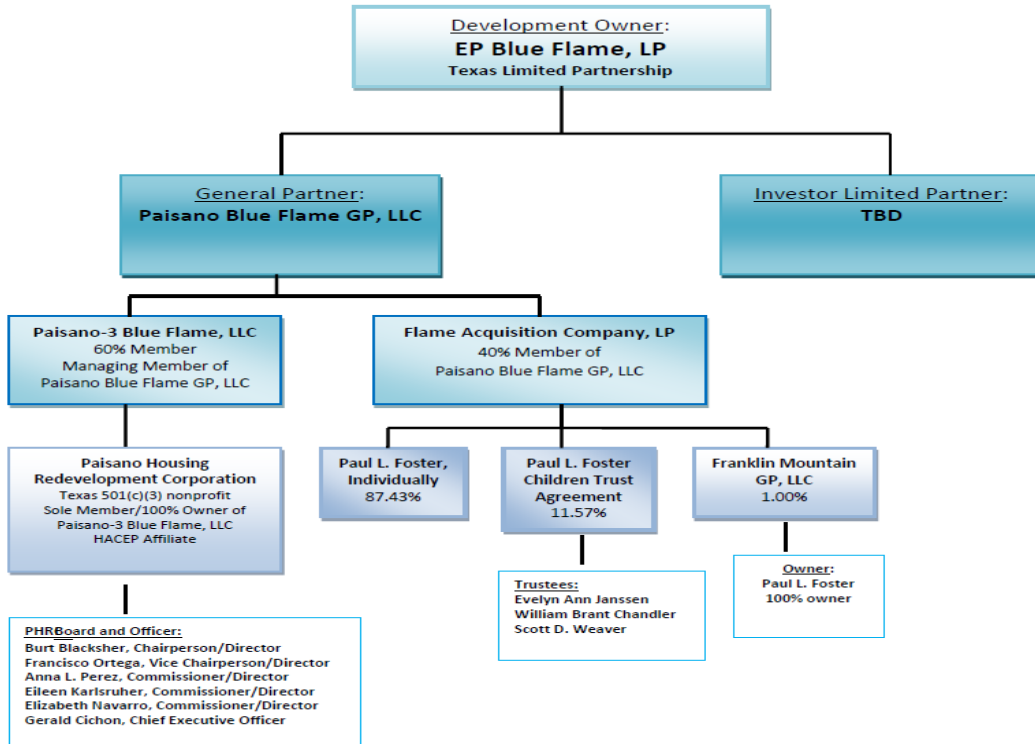 Development Owner:
EP Blue Flame, LP
Texas Limited Partnership
General Partner:
Paisano Blue Flame GP, LLC
Investor Limited Partner:
TBD
Paisano-3 Blue Flame, LLC
60% Member
Managing Member of
Paisano Blue Flame GP, LLC
Flame Acquisition Company, LP
40% Member of
Paisano Blue Flame GP, LLC
Paisano Housing
Redevelopment Corporation
Texas 501(c)(3) nonprofit
Sole Member/100% Owner of
Paisano-3 Blue Flame, LLC
HACEP Affiliate
Paul L. Foster,
Individually
87.43%
Paul L. Foster
Children Trust
Agreement
11.57%
Franklin Mountain
GP, LLC
1.00%
PHRBoard and Officer:
Burt Blacksher, Chairperson/Director
Francisco Ortega, Vice Chairperson/Director
Anna L. Perez, Commissioner/Director
Eileen Karlsruher, Commissioner/Director
Elizabeth Navarro, Commissioner/Director
Gerald Cichon, Chief Executive Officer
Trustees:
Evelyn Ann Janssen
William Brant Chandler
Scott D. Weaver
Owner:
Paul L. Foster
100% owner